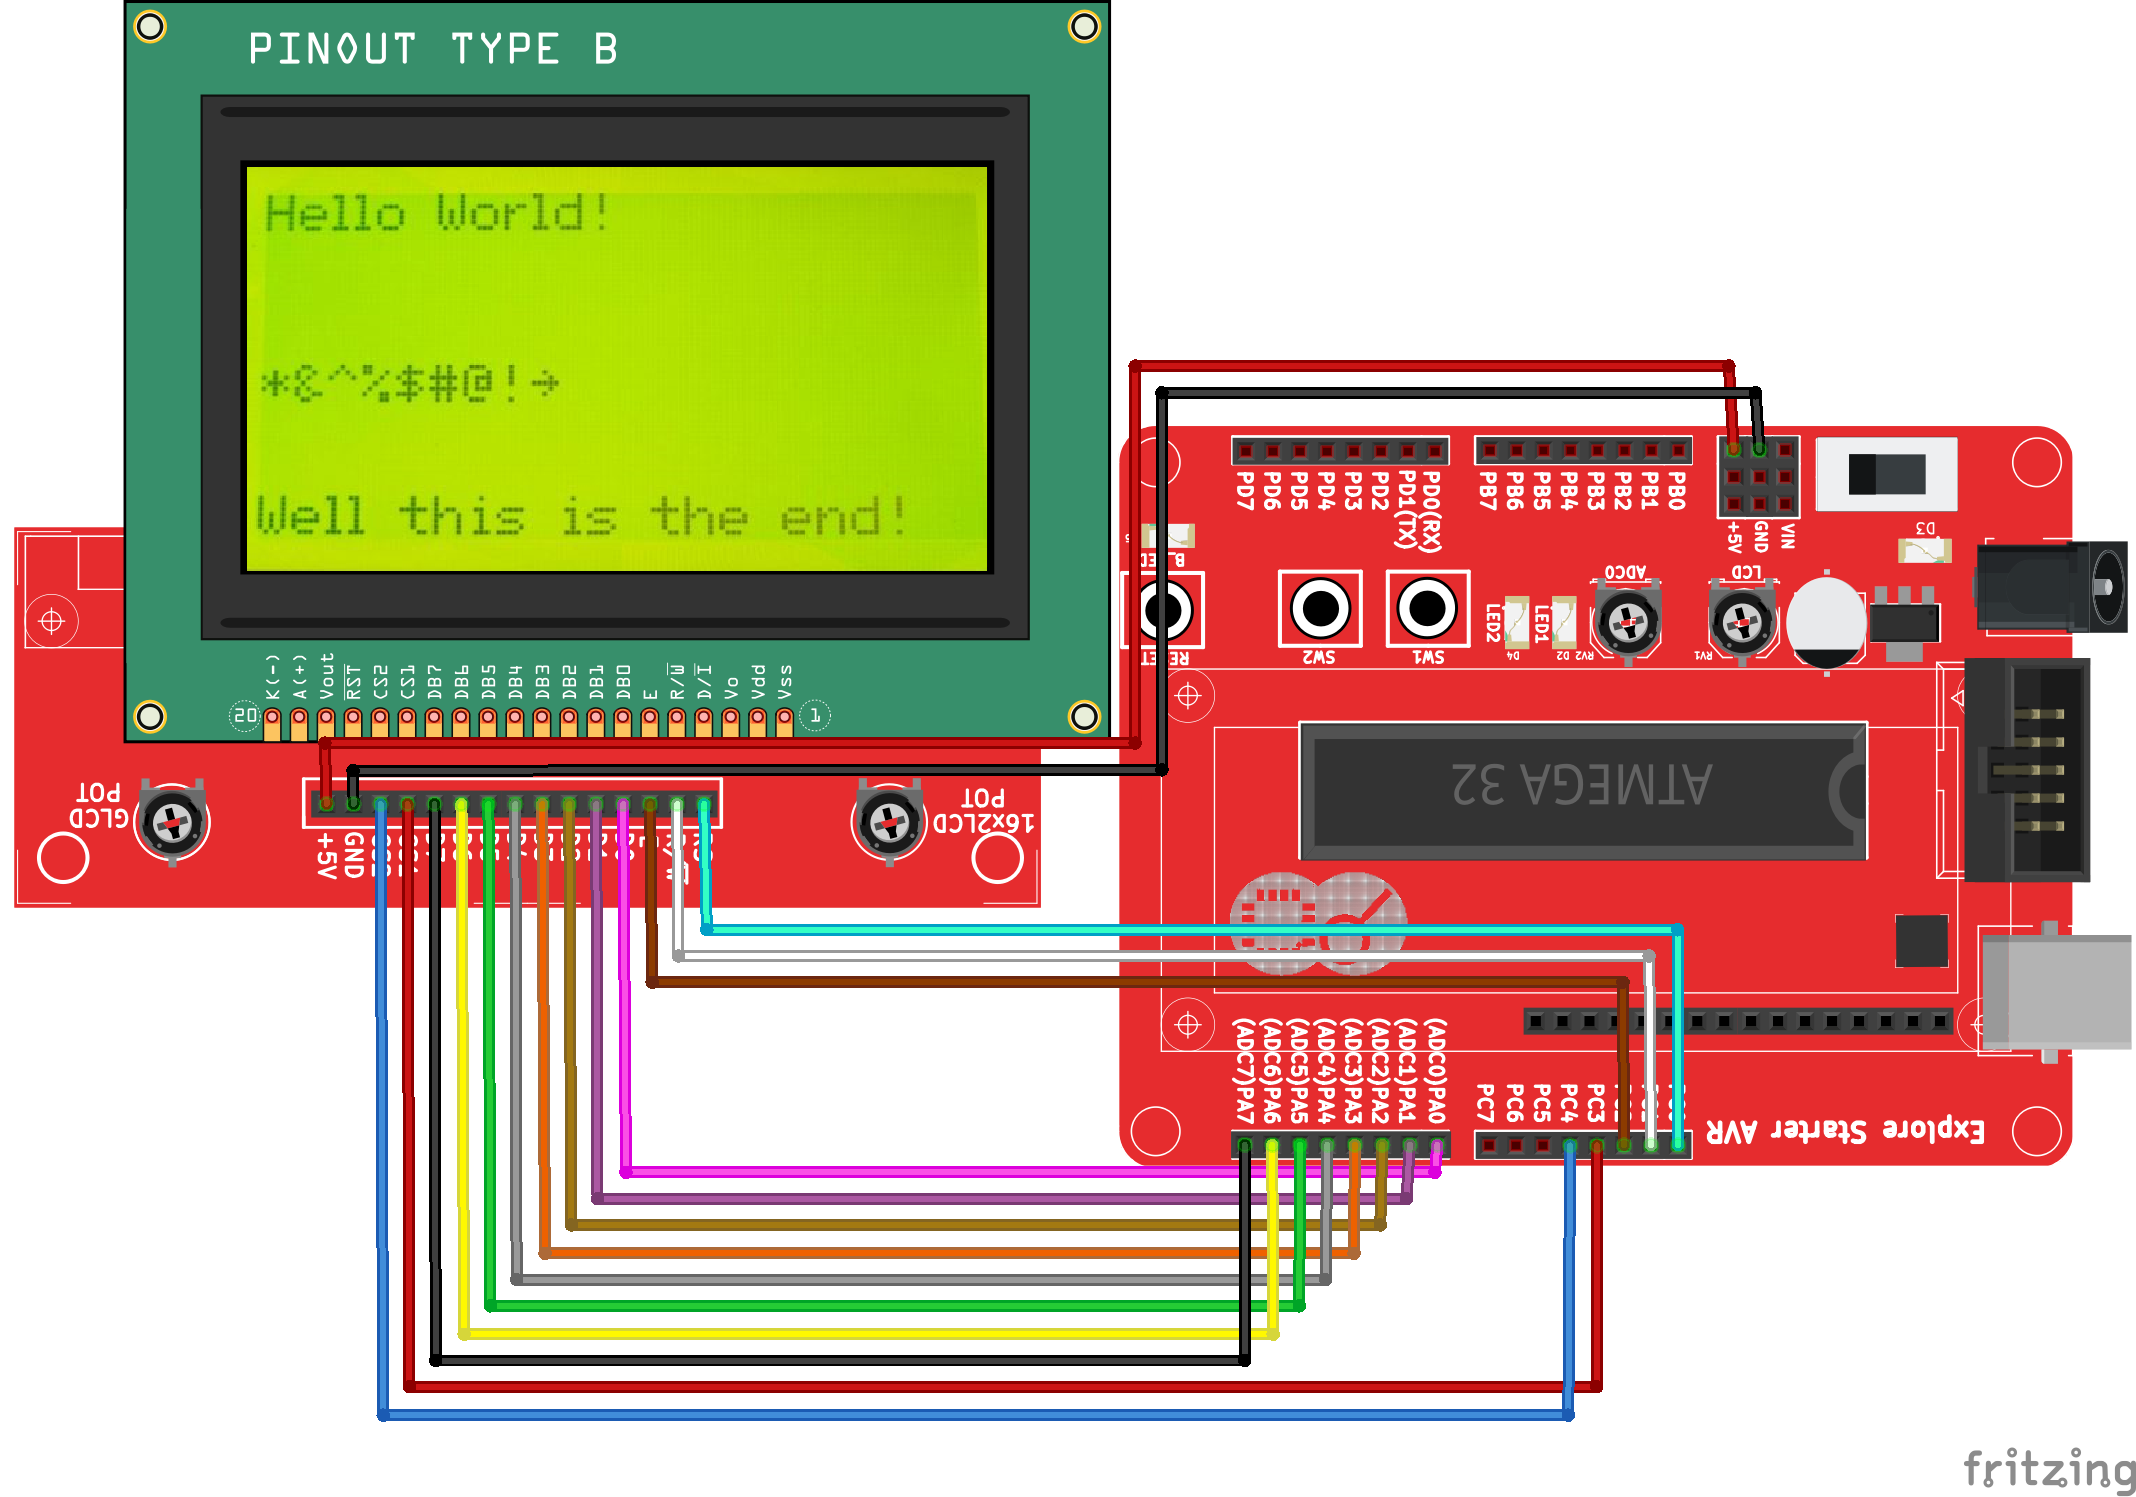 PINOUT TYPE B
Hello World!
*&^%$#@!→
Well this is the end!
K(-)
A(+)
Vout
RST
CS2
CS1
DB7
DB6
DB5
DB4
DB3
DB2
DB1
DB0
E
R/W
D/I
Vo
Vdd
Vss
20
1
GLCD
POT
16x2LCD
POT
+5V
GND
PD7
PD6
PD5
PD4
PD3
PD2
PD1(TX)
PD0(RX)
PB7
PB6
PB5
PB4
PB3
PB2
PB1
PB0
+5V
GND
VIN
D3
SW2
SW1
LED2
LED1
D4
D2
RV2
ADC0
RV1
LCD
ATMEGA 32
(ADC7)PA7
(ADC6)PA6
(ADC5)PA5
(ADC4)PA4
(ADC3)PA3
(ADC2)PA2
(ADC1)PA1
(ADC0)PA0
PC7
PC6
PC5
PC4
PC3
Explore Starter AVR
fritzing